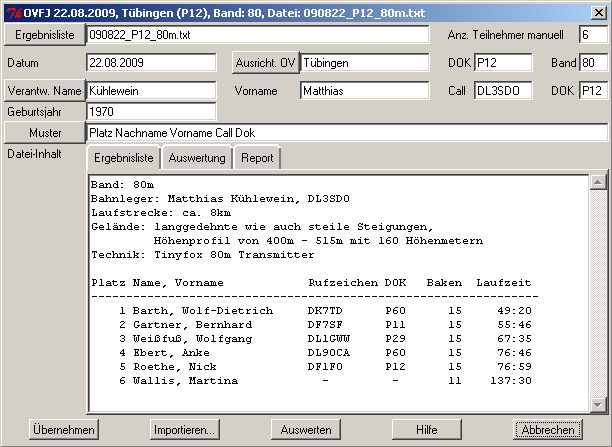 OVFJ 22.08.2009, Tübingen (P12), Band: 80, Datei: 090822_P12_80m.txt
Ergebnisliste 090822_P12_80m.txt Anz. Teilnehmer manuell 6
Datum 22.08.2009 Ausricht. OV Tübingen DOK P12 Band 80
Verantw. Name Kühlewein Vorname Matthias Call DL3SDO DOK P12
Geburtsjahr 1970
Muster Platz Nachname Vorname Call Dok
Datei-Inhalt Ergebnisliste Auswertung Report
Band: 80m
Bahnleger: Matthias Kühlewein, DL3SDO
Laufstrecke: ca. 8km
Gelände: langgedehnte wie auch steile Steigungen,
Höhenprofil von 400m - 515m mit 160 Höhenmetern
Technik: Tinyfox 80m Transmitter
Platz Name, Vorname Rufzeichen DOK Baken Laufzeit
--------------------------------------------------------------
1 Barth, Wolf-Dietrich DK7TD P60 15 49:20
2 Gartner, Bernhard DF7SF P11 15 55:46
3 Weißfuß, Wolfgang DL1GWW P29 15 67:35
4 Ebert, Anke DL9OCA P60 15 76:46
5 Roethe, Nick DF1FO P12 15 76:59
6 Wallis, Martina - - 11 137:30
Übernehmen Importieren... Auswerten Hilfe Abbrechen